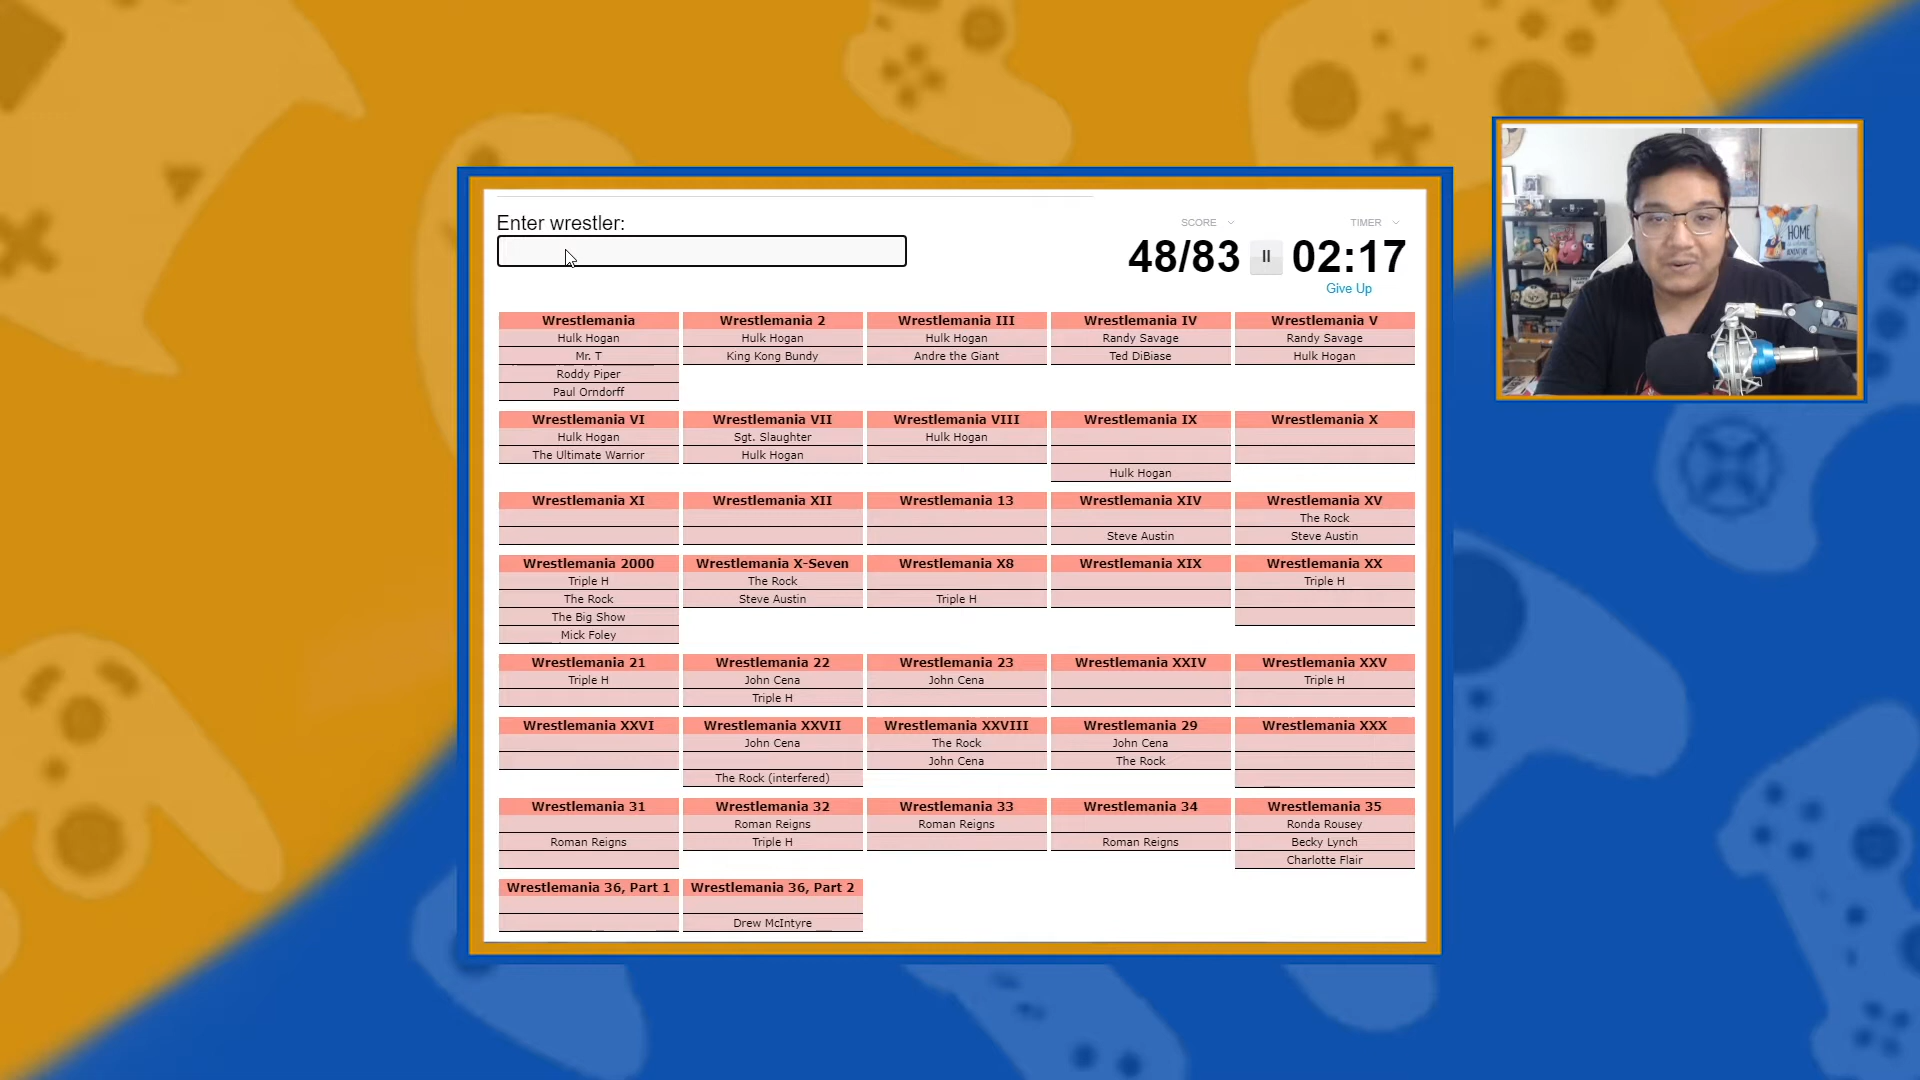 Enter wrestler:
SCORE
TIMER
48/83
02:17
Give Up
Wrestlemania
Hulk Hogan
Mr. T
Roddy Piper
Paul Orndorff
Wrestlemania 2
Hulk Hogan
King Kong Bundy
Wrestlemania III
Hulk Hogan
Andre the Giant
Wrestlemania IV
Randy Savage
Ted DiBiase
Wrestlemania V
Randy Savage
Hulk Hogan
Wrestlemania VI
Hulk Hogan
The Ultimate Warrior
Wrestlemania VII
Sgt. Slaughter
Hulk Hogan
Wrestlemania VIII
Hulk Hogan
Wrestlemania IX
Hulk Hogan
Wrestlemania X
Wrestlemania XI
Wrestlemania XII
Wrestlemania 13
Wrestlemania XIV
Steve Austin
Wrestlemania XV
The Rock
Steve Austin
Wrestlemania 2000
Triple H
The Rock
The Big Show
Mick Foley
Wrestlemania X-Seven
The Rock
Steve Austin
Wrestlemania X8
Triple H
Wrestlemania XIX
Wrestlemania XX
Triple H
Wrestlemania 21
Triple H
Wrestlemania 22
John Cena
Triple H
Wrestlemania 23
John Cena
Wrestlemania XXIV
Wrestlemania XXV
Triple H
Wrestlemania XXVI
Wrestlemania XXVII
John Cena
The Rock (interfered)
Wrestlemania XXVIII
The Rock
John Cena
Wrestlemania 29
John Cena
The Rock
Wrestlemania XXX
Wrestlemania 31
Roman Reigns
Wrestlemania 32
Roman Reigns
Triple H
Wrestlemania 33
Roman Reigns
Wrestlemania 34
Roman Reigns
Wrestlemania 35
Ronda Rousey
Becky Lynch
Charlotte Flair
Wrestlemania 36, Part 1
Wrestlemania 36, Part 2
Drew McIntyre
HOME